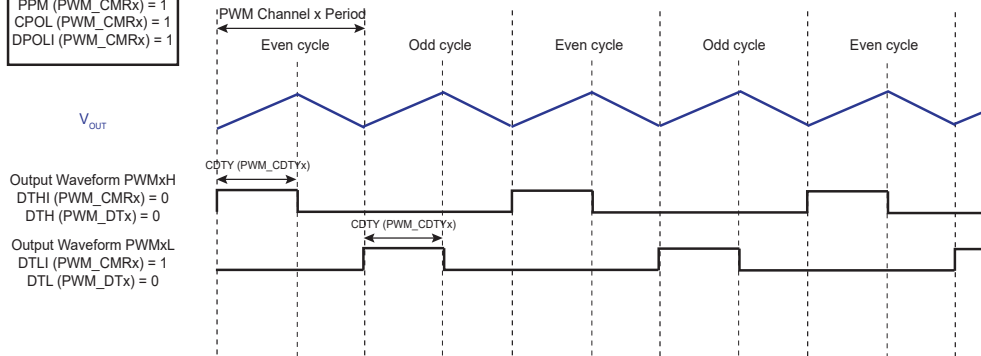 PPM (PWM_CMRx) = 1
CPOL (PWM_CMRx) = 1
DPOLI (PWM_CMRx) = 1
PWM Channel x Period
Even cycle
Odd cycle
Even cycle
Odd cycle
Even cycle
VOUT
CDTY (PWM_CDTYx)
Output Waveform PWMxH
DTHI (PWM_CMRx) = 0
DTH (PWM_DTx) = 0
CDTY (PWM_CDTYx)
Output Waveform PWMxL
DTLI (PWM_CMRx) = 1
DTL (PWM_DTx) = 0